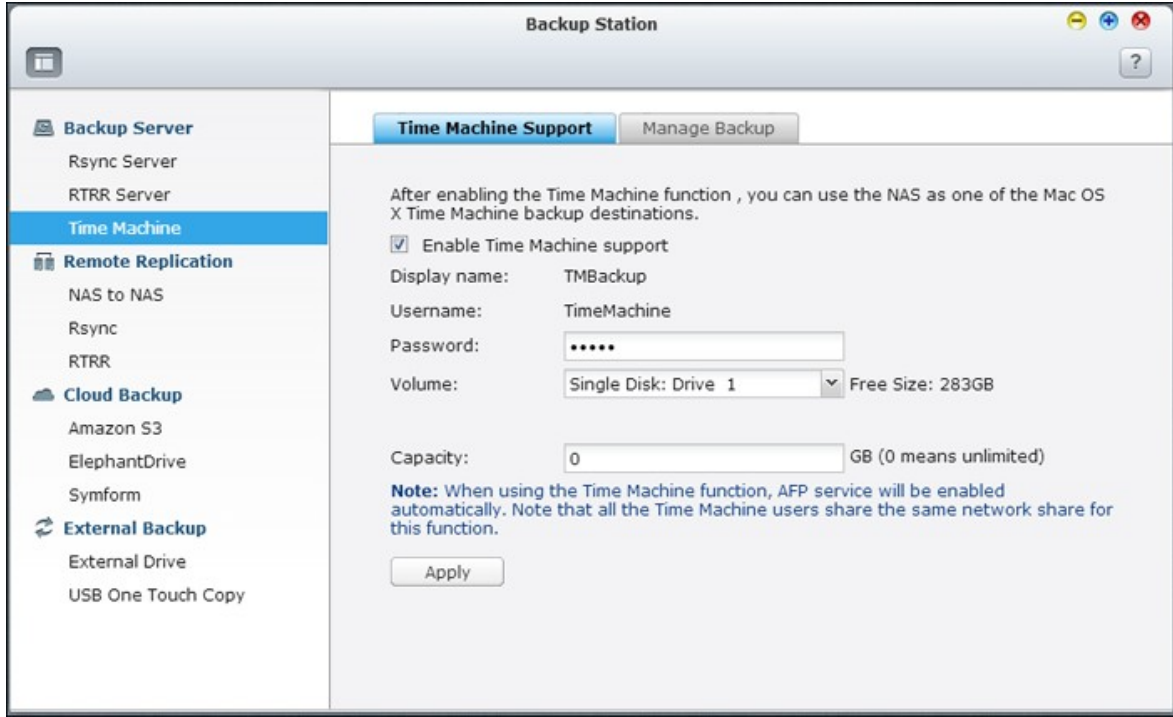 Backup Station
?
Backup Server
Rsync Server
RTRR Server
Time Machine
Remote Replication
NAS to NAS
Rsync
RTRR
Cloud Backup
Amazon S3
ElephantDrive
Symform
External Backup
External Drive
USB One Touch Copy
Time Machine Support
Manage Backup
After enabling the Time Machine function , you can use the NAS as one of the Mac OS
X Time Machine backup destinations.
Enable Time Machine support
Display name: TMBackup
Username: TimeMachine
Password: •••••
Volume: Single Disk: Drive 1 Free Size: 283GB
Capacity: 0 GB (0 means unlimited)
Note: When using the Time Machine function, AFP service will be enabled
automatically. Note that all the Time Machine users share the same network share for
this function.
Apply